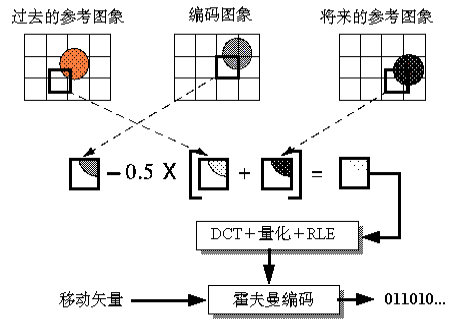 过去的参考图象
编码图象
将来的参考图象
－0.5 X [ + ] =
DCT＋量化＋RLE
移动矢量
霍夫曼编码
011010...